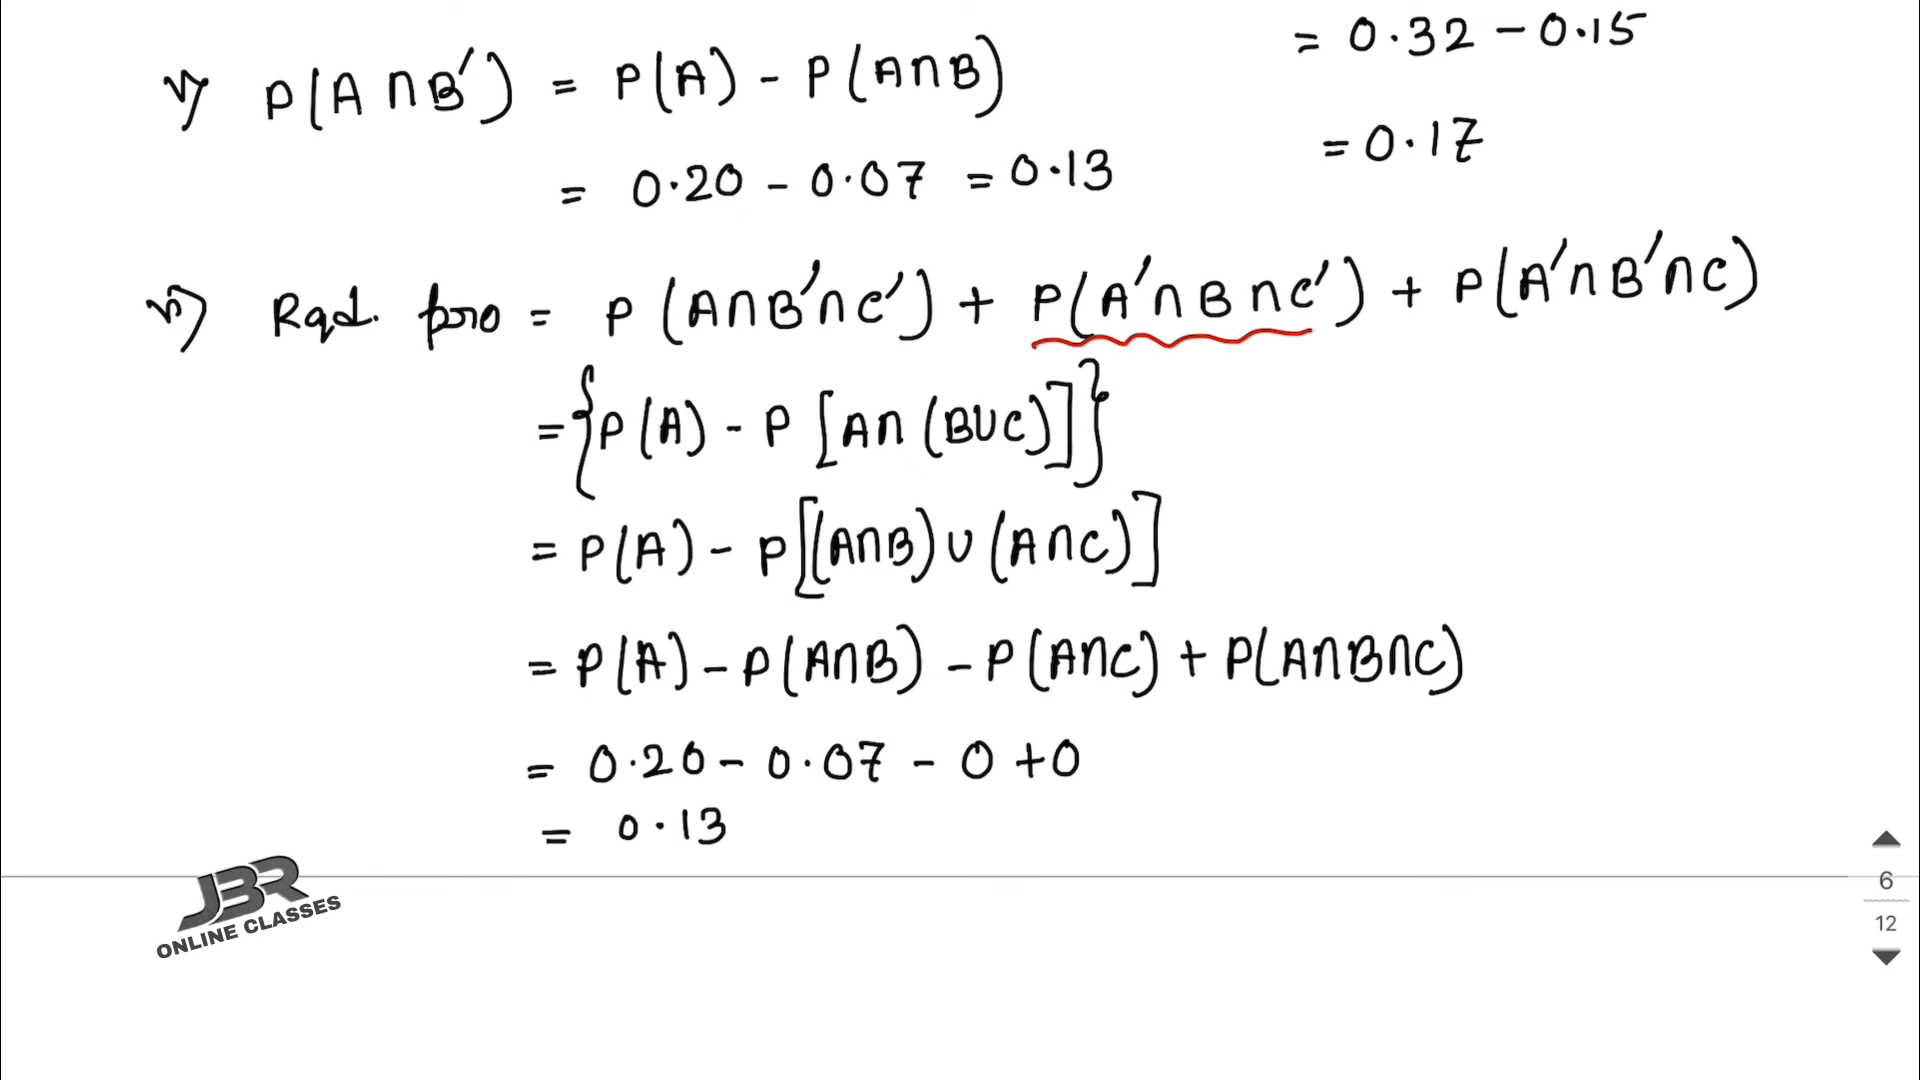 v) P(A∩B') = P(A) - P(A∩B)
= 0.20 - 0.07 = 0.13
= 0.32 - 0.15
= 0.17
vi) Rqd. pro = P(A∩B'∩C') + P(A'∩B∩C') + P(A'∩B'∩C)
= {P(A) - P[A∩(B∪C)]}
= P(A) - P[(A∩B)∪(A∩C)]
= P(A) - P(A∩B) - P(A∩C) + P(A∩B∩C)
= 0.20 - 0.07 - 0 + 0
= 0.13
JBR
ONLINE CLASSES
6
12